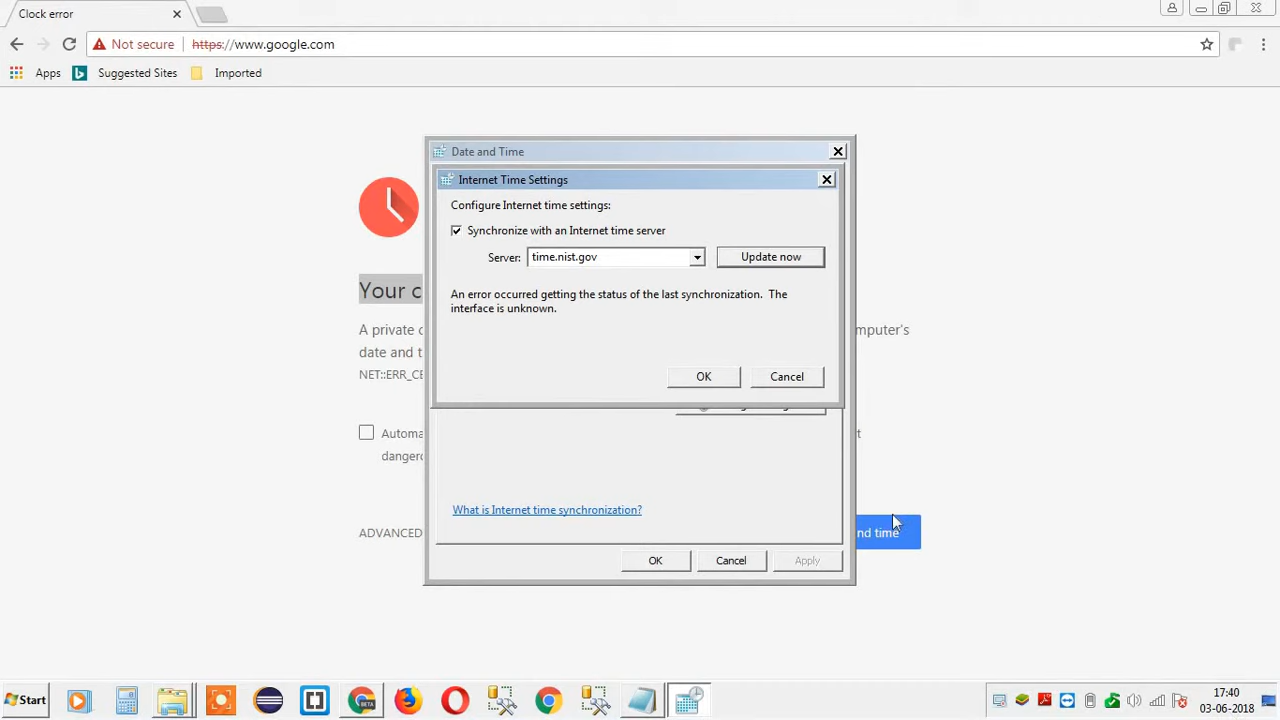 Clock error
Not secure
https://www.google.com
Apps
Suggested Sites
Imported
Date and Time
Internet Time Settings
Configure Internet time settings:
Synchronize with an Internet time server
Server:
time.nist.gov
Update now
An error occurred getting the status of the last synchronization. The
interface is unknown.
OK
Cancel
Your c
A private
mputer's
date and t
NET::ERR_CE
Automa
t
dangero
What is Internet time synchronization?
ADVANCED
nd time
OK
Cancel
Apply
Start
BETA
17:40
03-06-2018